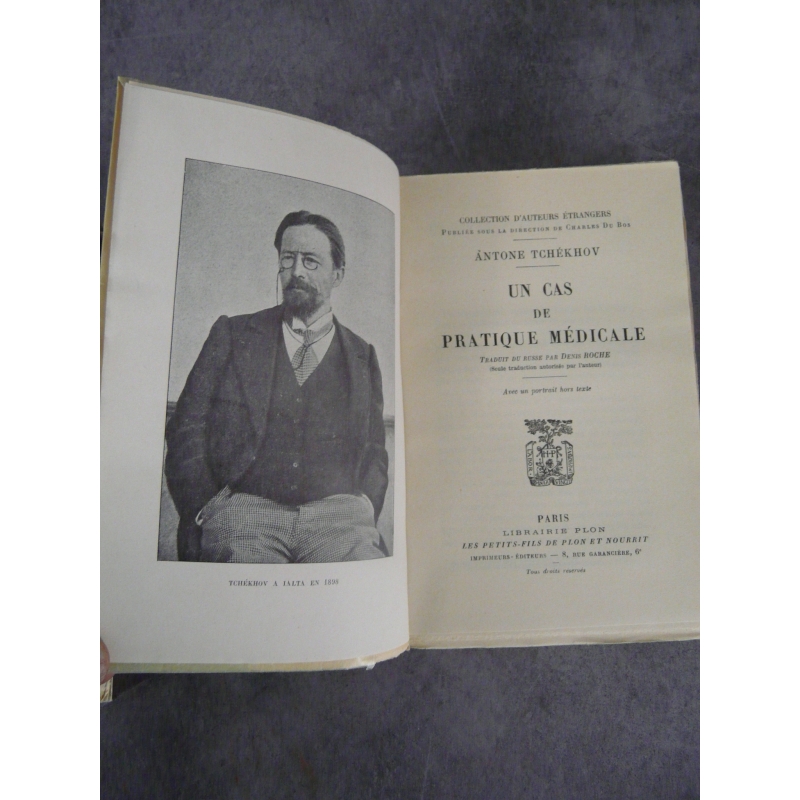 TCHÉKHOV A IALTA EN 1898
COLLECTION D'AUTEURS ÉTRANGERS
PUBLIÉE SOUS LA DIRECTION DE CHARLES DU BOS
ÁNTONE TCHÉKHOV
UN CAS
DE
PRATIQUE MÉDICALE
TRADUIT DU RUSSE PAR DENIS ROCHE
(Seule traduction autorisée par l'auteur)
Avec un portrait hors texte
PARIS
LIBRAIRIE PLON
LES PETITS-FILS DE PLON ET NOURRIT
IMPRIMEURS-ÉDITEURS — 8, RUE GARANCIÈRE, 6e
Tous droits réservés